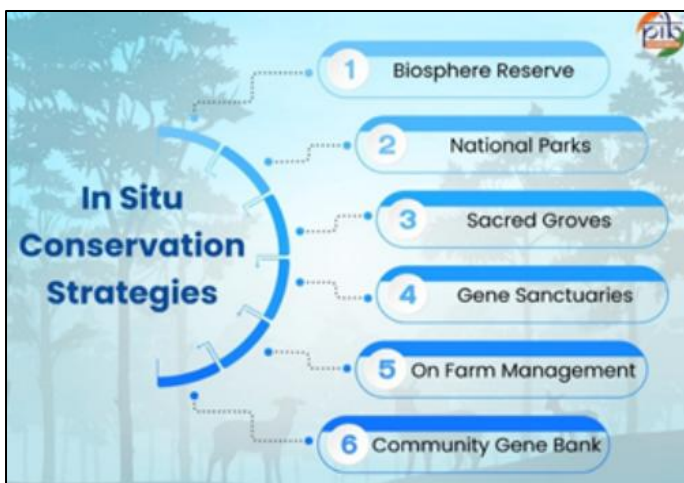 pib
1 Biosphere Reserve
2 National Parks
In Situ
Conservation
Strategies
3 Sacred Groves
4 Gene Sanctuaries
5 On Farm Management
6 Community Gene Bank